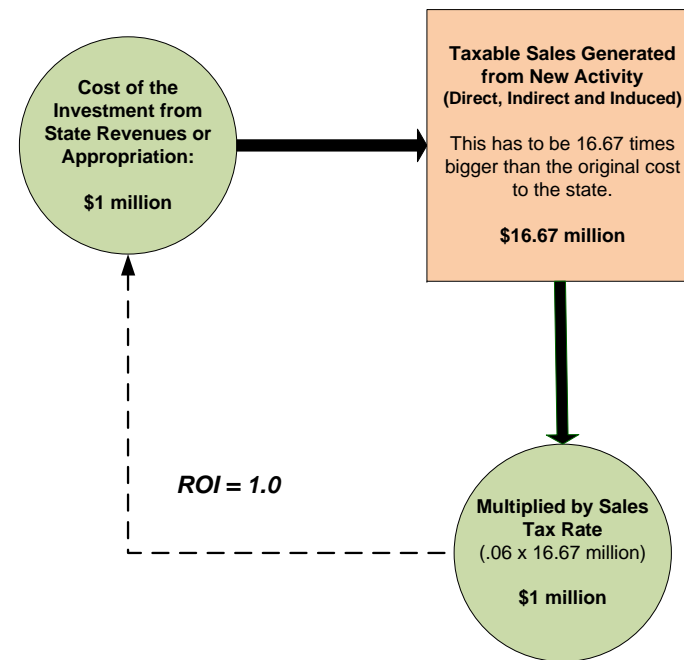 Cost of the
Investment from
State Revenues or
Appropriation:
$1 million
Taxable Sales Generated
from New Activity
(Direct, Indirect and Induced)
This has to be 16.67 times
bigger than the original cost
to the state.
$16.67 million
ROI = 1.0
Multiplied by Sales
Tax Rate
(.06 x 16.67 million)
$1 million